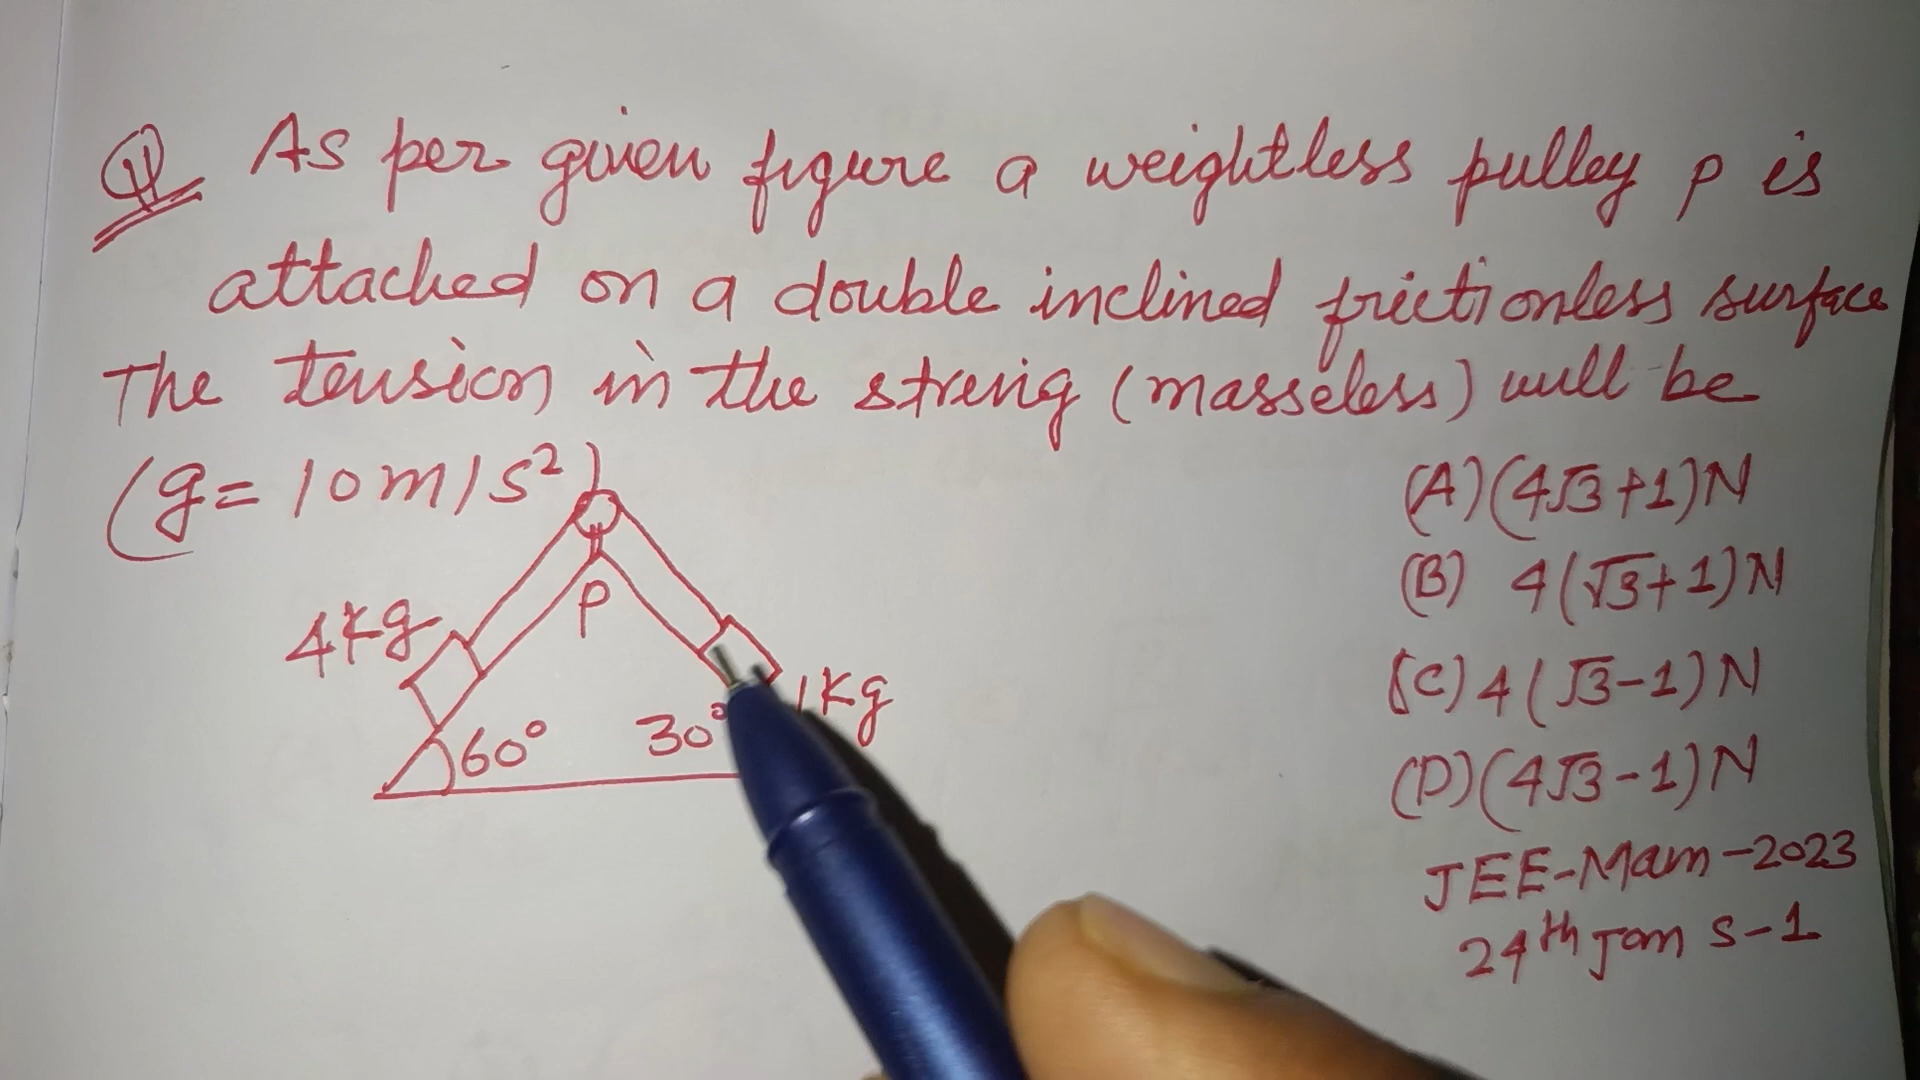 Q As per given figure a weightless pulley P is
attached on a double inclined frictionless surface
The tension in the string (masseless) will be
(g = 10 m/s²)
P
4kg
1kg
60°
30°
(A) (4√3+1)N
(B) 4(√3+1)N
(C) 4(√3-1)N
(D) (4√3-1)N
JEE-Main-2023
24th Jan S-1